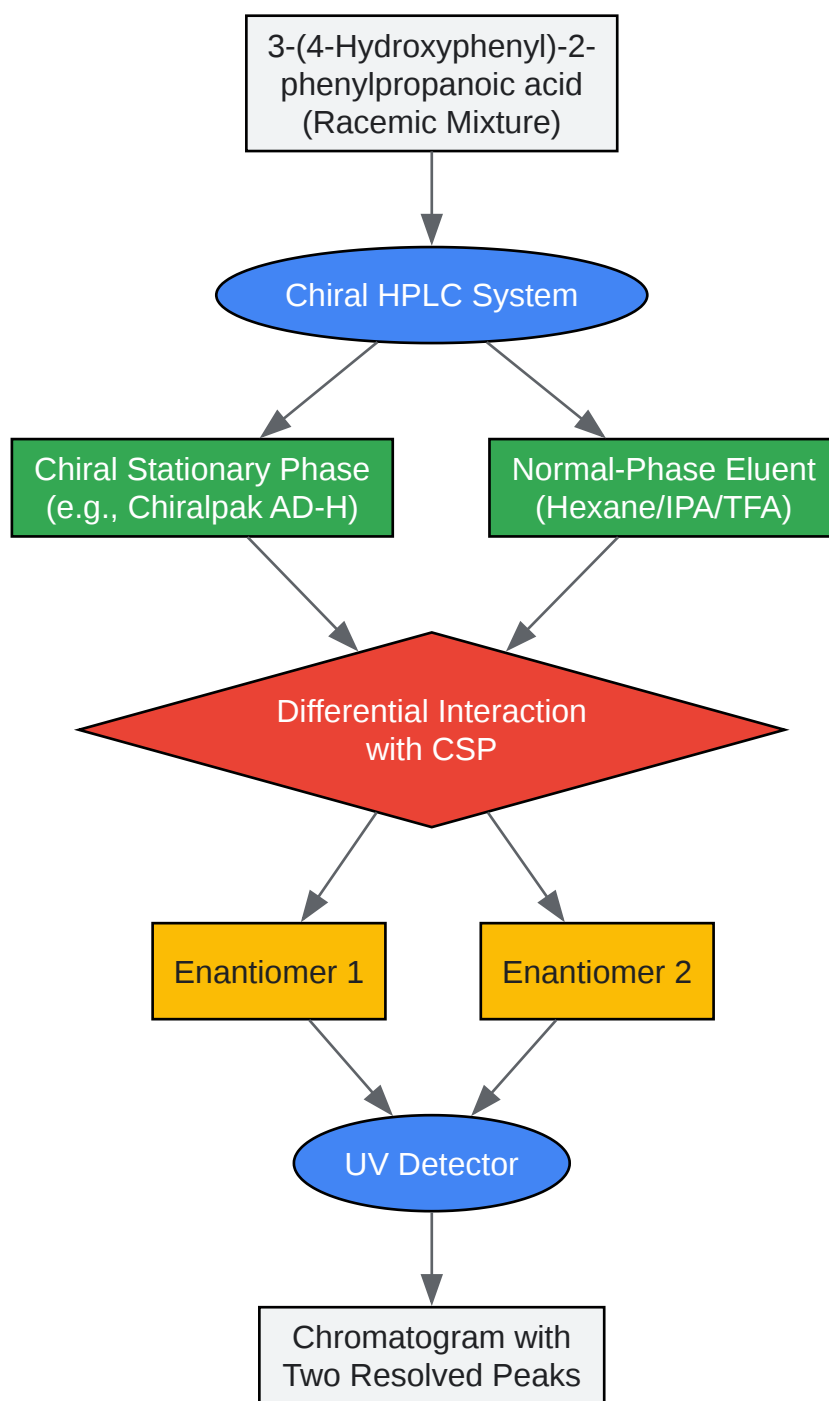 3-(4-Hydroxyphenyl)-2-
phenylpropanoic acid
(Racemic Mixture)
Chiral HPLC System
Chiral Stationary Phase
(e.g., Chiralpak AD-H)
Normal-Phase Eluent
(Hexane/IPA/TFA)
Differential Interaction
with CSP
Enantiomer 1
Enantiomer 2
UV Detector
Chromatogram with
Two Resolved Peaks